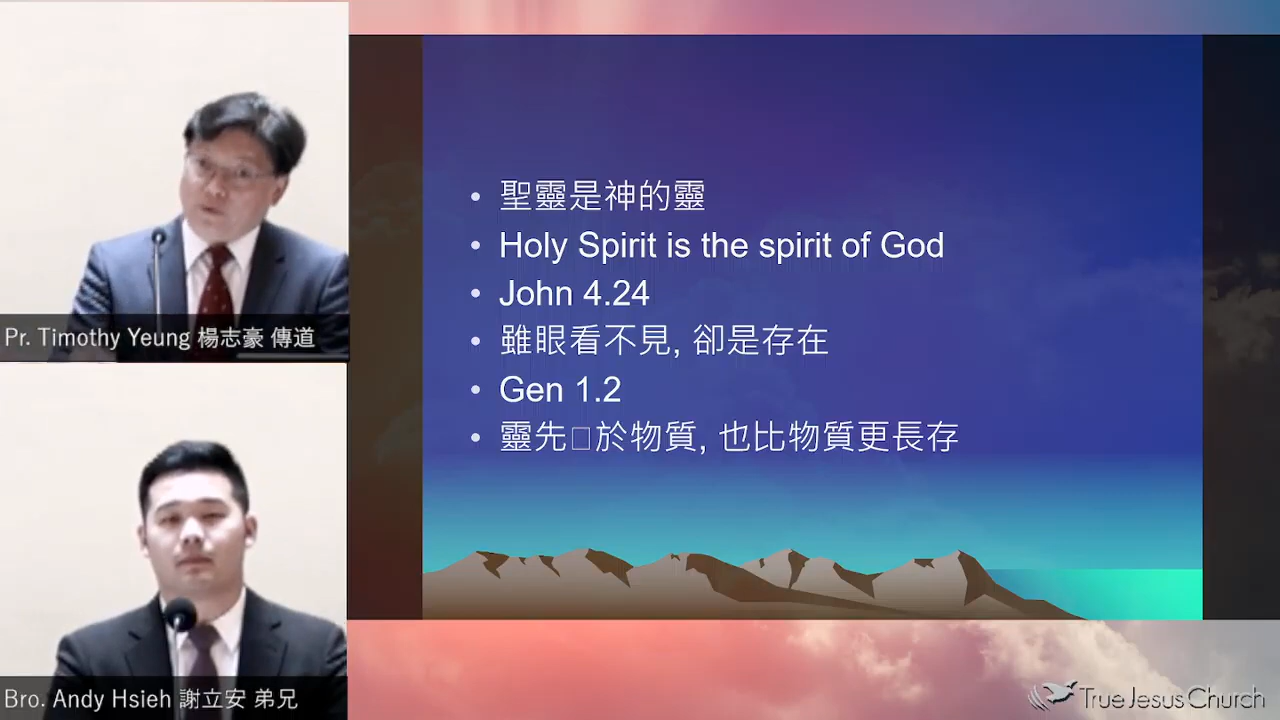 Pr. Timothy Yeung 楊志豪 傳道
Bro. Andy Hsieh 謝立安 弟兄
• 聖靈是神的靈
• Holy Spirit is the spirit of God
• John 4.24
• 雖眼看不見, 卻是存在
• Gen 1.2
• 靈先□於物質, 也比物質更長存
True Jesus Church